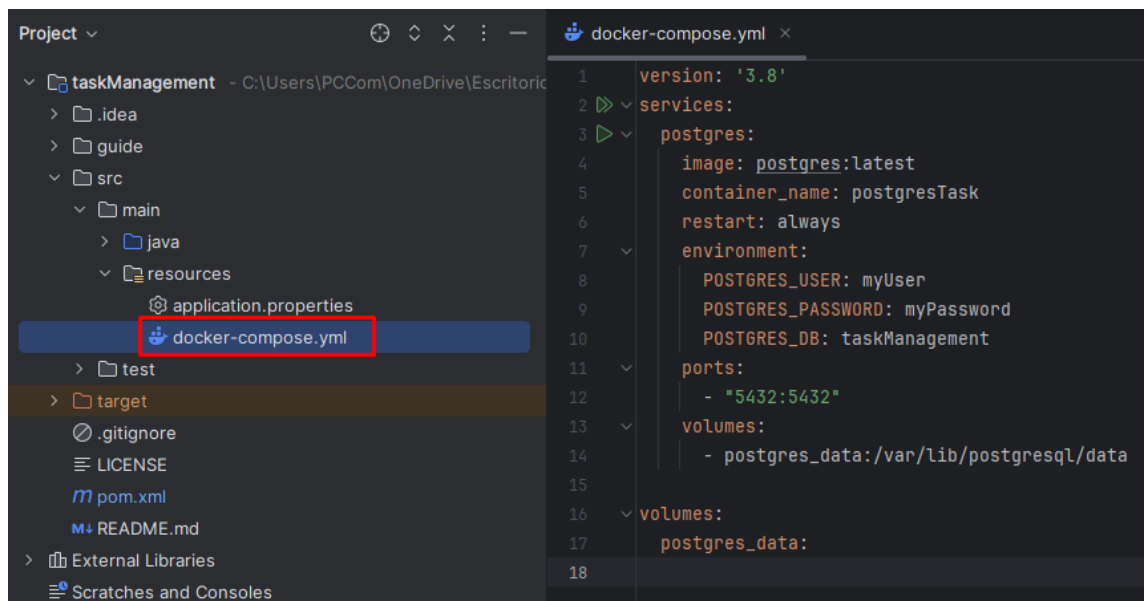 Project
taskManagement - C:\Users\PCCom\OneDrive\Escritoric
.idea
guide
src
main
java
resources
application.properties
docker-compose.yml
test
target
.gitignore
LICENSE
m pom.xml
M↓ README.md
External Libraries
Scratches and Consoles
docker-compose.yml
1 version: '3.8'
2 services:
3 postgres:
4 image: postgres:latest
5 container_name: postgresTask
6 restart: always
7 environment:
8 POSTGRES_USER: myUser
9 POSTGRES_PASSWORD: myPassword
10 POSTGRES_DB: taskManagement
11 ports:
12 - "5432:5432"
13 volumes:
14 - postgres_data:/var/lib/postgresql/data
15
16 volumes:
17 postgres_data:
18